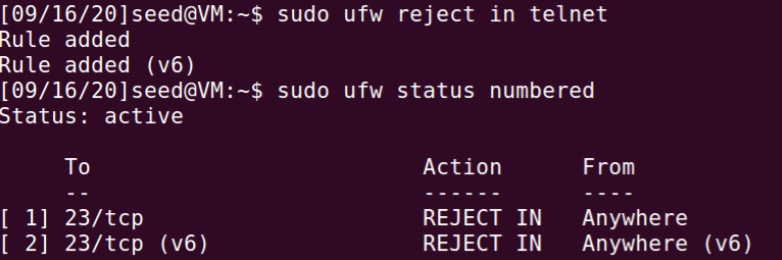 [09/16/20]seed@VM:~$ sudo ufw reject in telnet
Rule added
Rule added (v6)
[09/16/20]seed@VM:~$ sudo ufw status numbered
Status: active
     To                         Action      From
     --                         ------      ----
[ 1] 23/tcp                     REJECT IN   Anywhere
[ 2] 23/tcp (v6)                REJECT IN   Anywhere (v6)